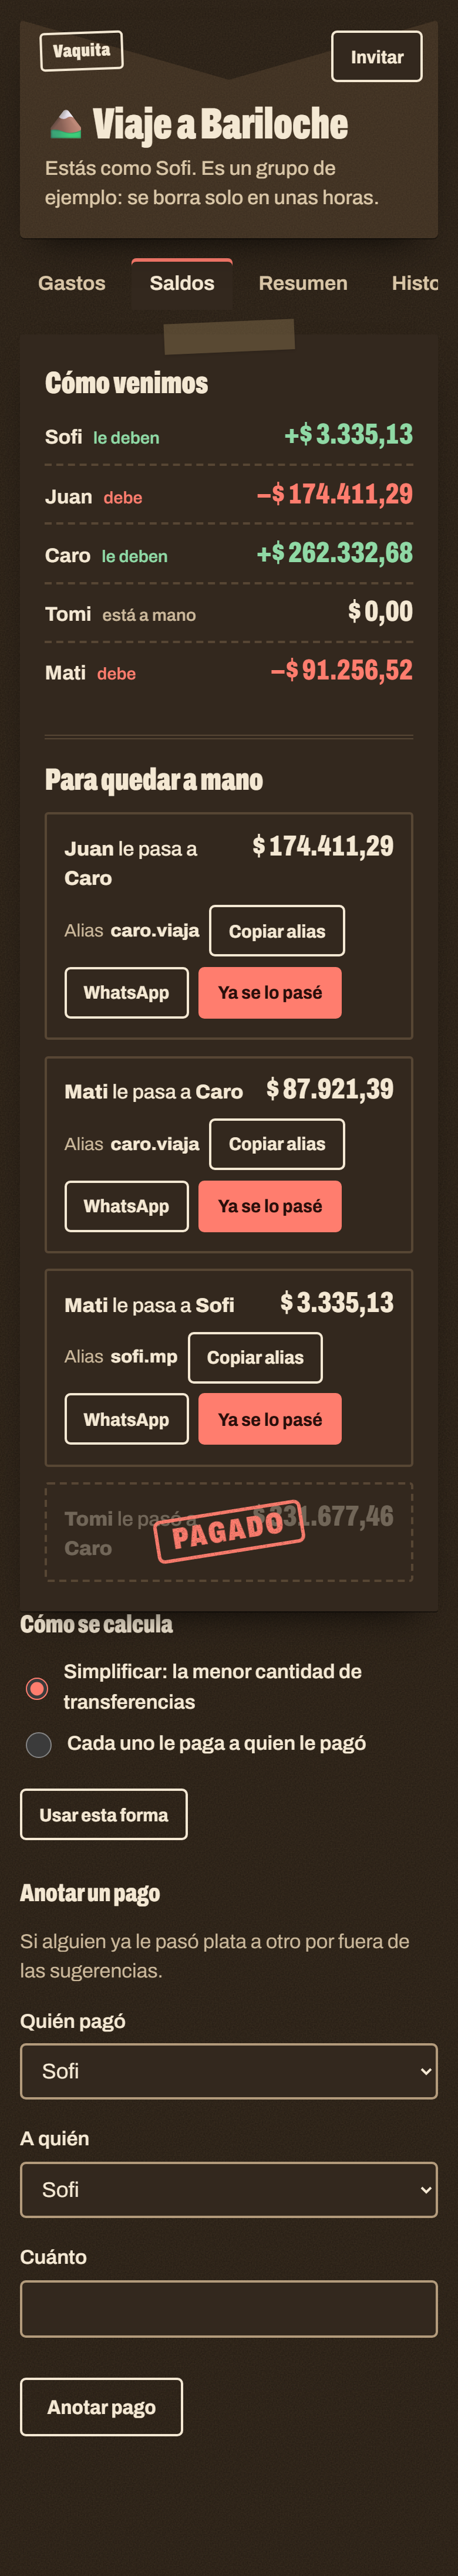 Vaquita
Invitar
Viaje a Bariloche
Estás como Sofi. Es un grupo de
ejemplo: se borra solo en unas horas.
Gastos Saldos Resumen Histo
Cómo venimos
Sofi le deben +$ 3.335,13
Juan debe −$ 174.411,29
Caro le deben +$ 262.332,68
Tomi está a mano $ 0,00
Mati debe −$ 91.256,52
Para quedar a mano
Juan le pasa a $ 174.411,29
Caro
Alias caro.viaja Copiar alias
WhatsApp Ya se lo pasé
Mati le pasa a Caro $ 87.921,39
Alias caro.viaja Copiar alias
WhatsApp Ya se lo pasé
Mati le pasa a Sofi $ 3.335,13
Alias sofi.mp Copiar alias
WhatsApp Ya se lo pasé
Tomi le pasó a $ 331.677,46
Caro
PAGADO
Cómo se calcula
Simplificar: la menor cantidad de
transferencias
Cada uno le paga a quien le pagó
Usar esta forma
Anotar un pago
Si alguien ya le pasó plata a otro por fuera de
las sugerencias.
Quién pagó
Sofi
A quién
Sofi
Cuánto
Anotar pago